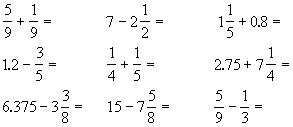 5/9 + 1/9 = 7 − 2 1/2 = 1 1/5 + 0.8 =
1.2 − 3/5 = 1/4 + 1/5 = 2.75 + 7 1/4 =
6.375 − 3 3/8 = 15 − 7 5/8 = 5/9 − 1/3 =